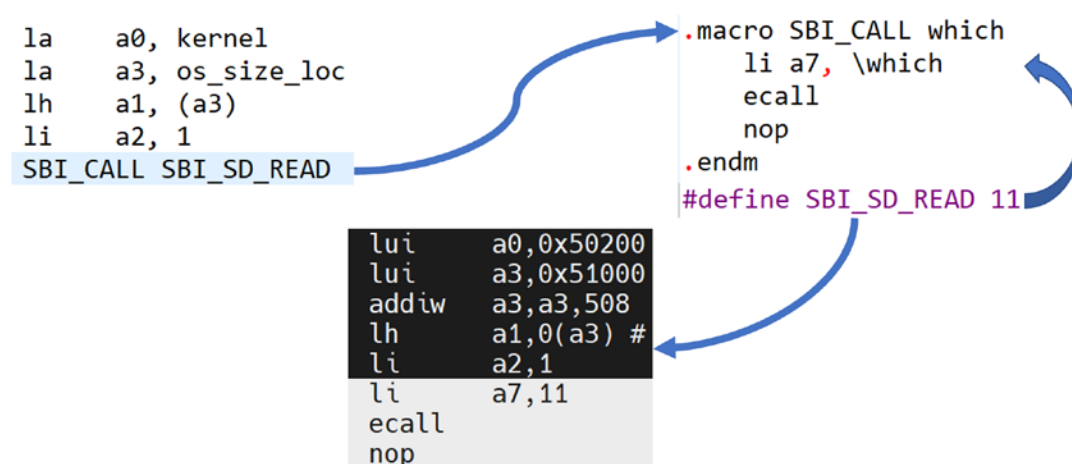 la a0, kernel
la a3, os_size_loc
lh a1, (a3)
li a2, 1
SBI_CALL SBI_SD_READ
.macro SBI_CALL which
li a7, \which
ecall
nop
.endm
#define SBI_SD_READ 11
lui a0,0x50200
lui a3,0x51000
addiw a3,a3,508
lh a1,0(a3) #
li a2,1
li a7,11
ecall
nop